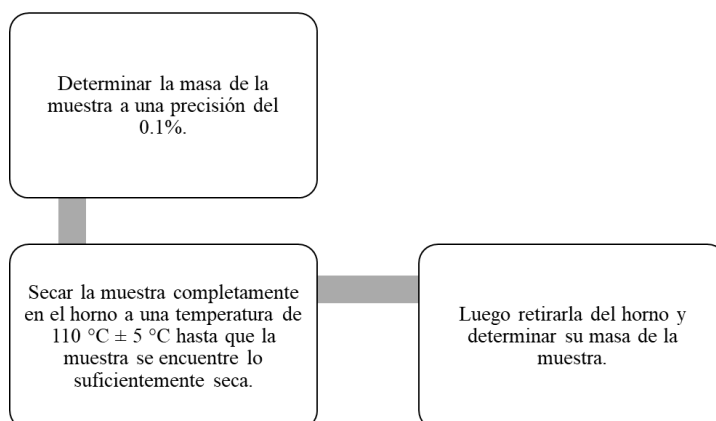 Determinar la masa de la
muestra a una precisión del
0.1%.
Secar la muestra completamente
en el horno a una temperatura de
110 °C ± 5 °C hasta que la
muestra se encuentre lo
suficientemente seca.
Luego retirarla del horno y
determinar su masa de la
muestra.